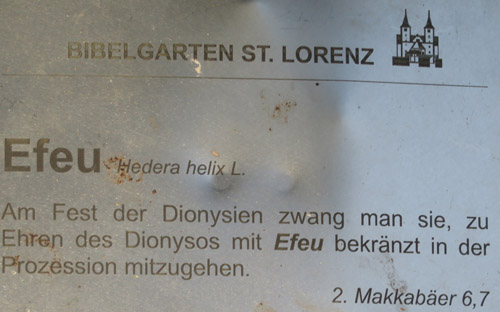 BIBELGARTEN ST. LORENZ
Efeu Hedera helix L.
Am Fest der Dionysien zwang man sie, zu
Ehren des Dionysos mit Efeu bekränzt in der
Prozession mitzugehen.
2. Makkabäer 6,7